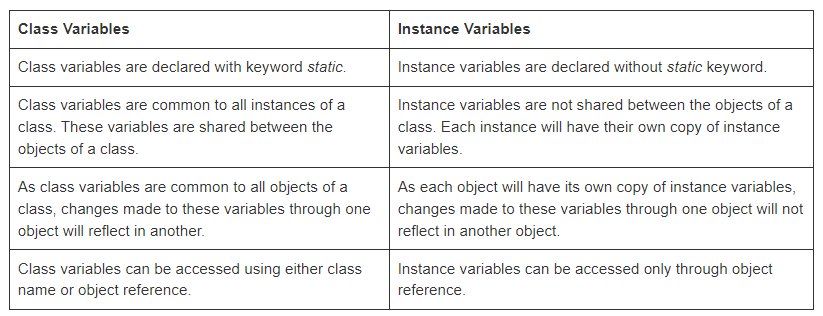 Class Variables
Instance Variables
Class variables are declared with keyword static.
Instance variables are declared without static keyword.
Class variables are common to all instances of a
class. These variables are shared between the
objects of a class.
Instance variables are not shared between the objects of a
class. Each instance will have their own copy of instance
variables.
As class variables are common to all objects of a
class, changes made to these variables through one
object will reflect in another.
As each object will have its own copy of instance variables,
changes made to these variables through one object will not
reflect in another object.
Class variables can be accessed using either class
name or object reference.
Instance variables can be accessed only through object
reference.